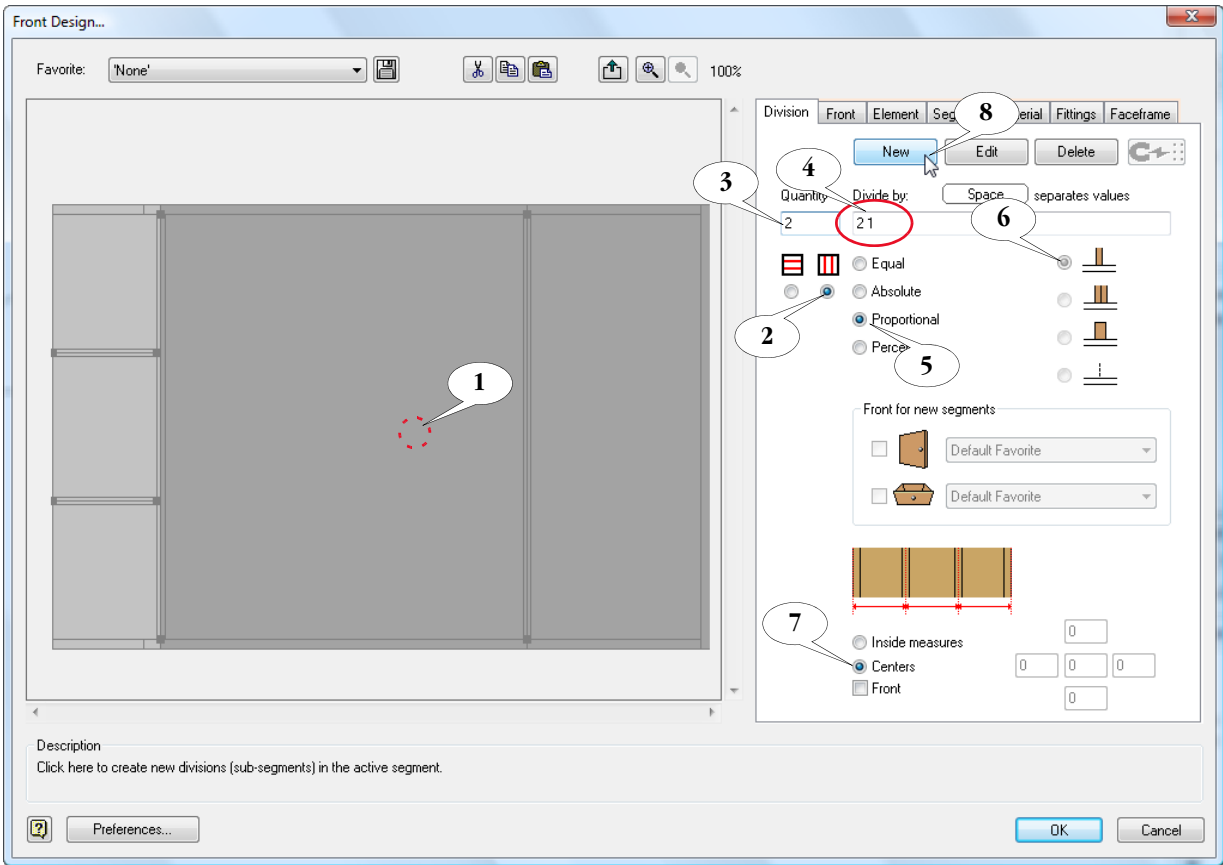 Front Design...
Favorite: 'None' 100%
Division Front Element Seg erial Fittings Faceframe
8
New Edit Delete
3 4
Quantity Divide by: Space separates values
6
2 2 1
Equal
Absolute
2
Proportional
Perce
5
1
Front for new segments
Default Favorite
Default Favorite
7
Inside measures 0
Centers 0 0 0
Front 0
Description
Click here to create new divisions (sub-segments) in the active segment.
Preferences... OK Cancel